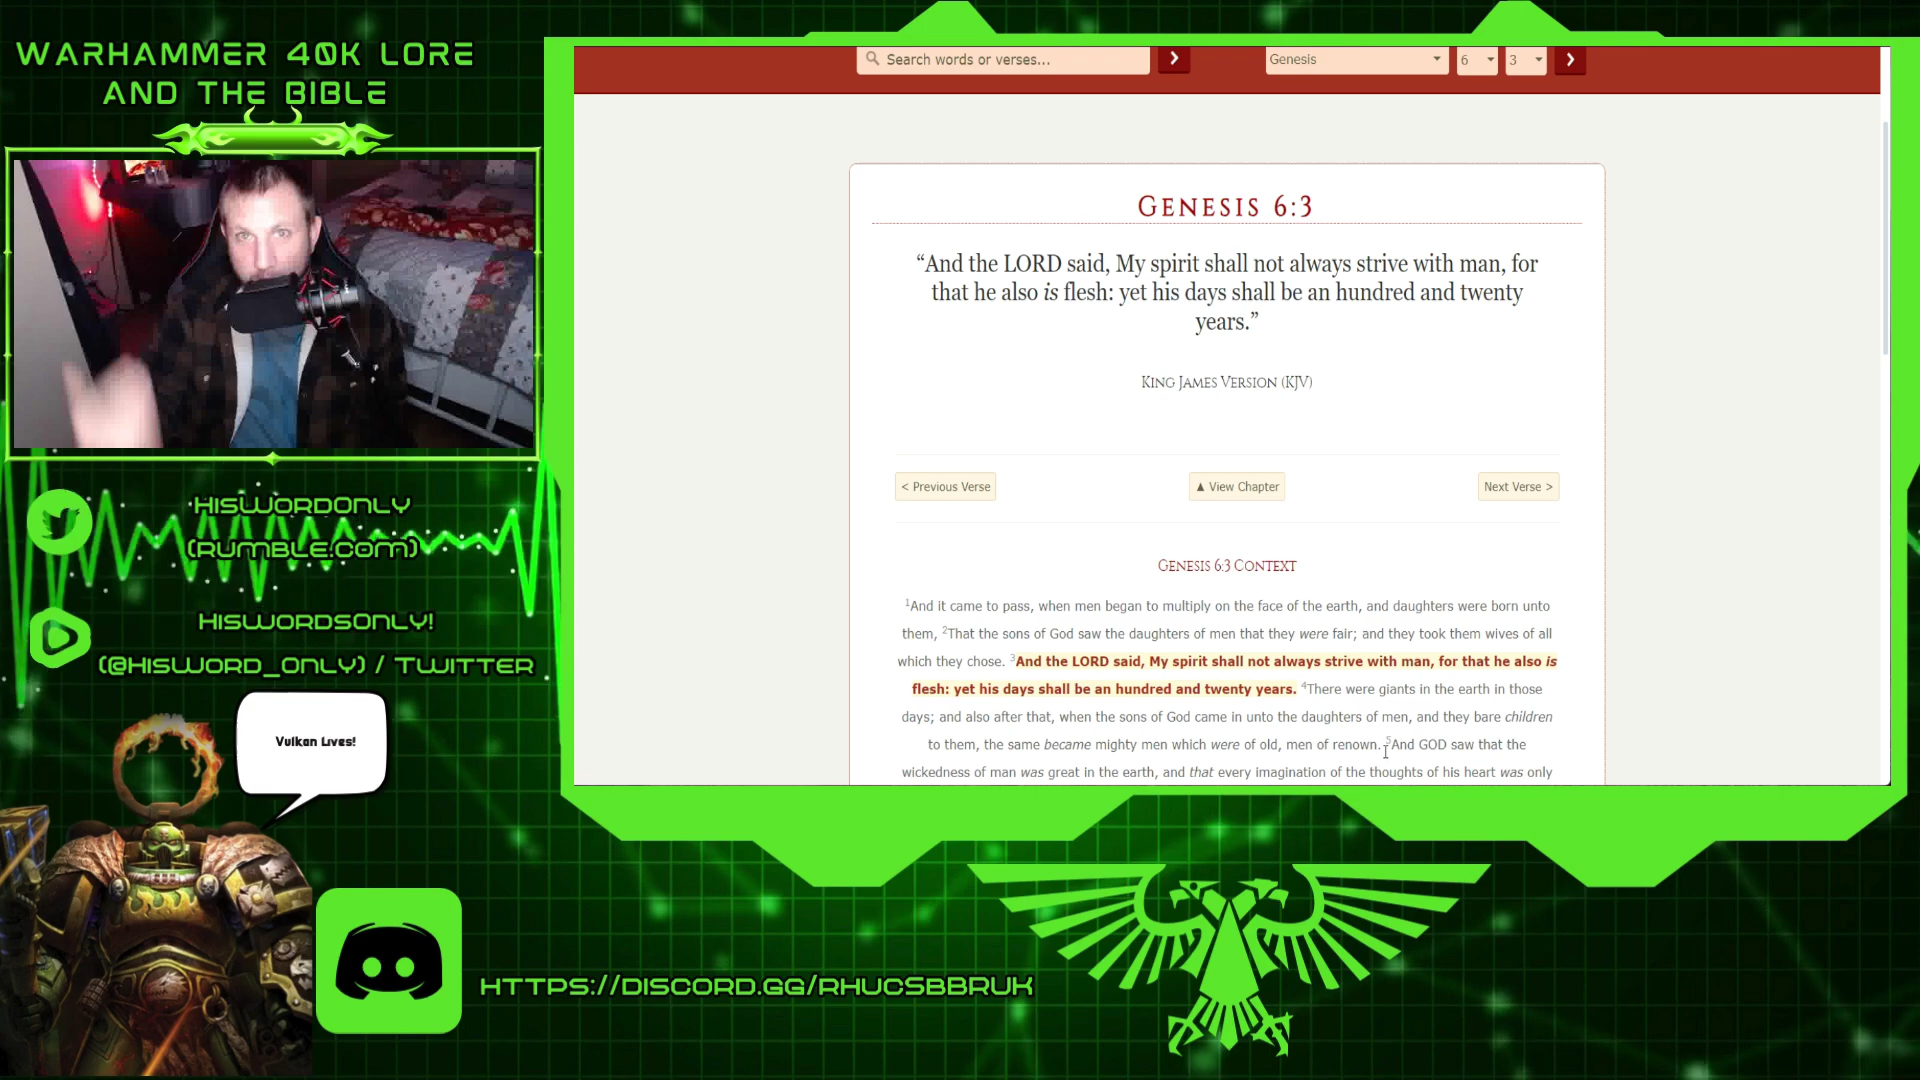 WARHAMMER 40K LORE
AND THE BIBLE
HISWORDONLY
(RUMBLE.COM)
HISWORDSONLY!
(@HISWORD_ONLY) / TWITTER
Vulkan Lives!
HTTPS://DISCORD.GG/RHUCSBBRUK
Search words or verses...
Genesis
6
3
GENESIS 6:3
“And the LORD said, My spirit shall not always strive with man, for
that he also is flesh: yet his days shall be an hundred and twenty
years.”
KING JAMES VERSION (KJV)
< Previous Verse
▲ View Chapter
Next Verse >
GENESIS 6:3 CONTEXT
1And it came to pass, when men began to multiply on the face of the earth, and daughters were born unto
them, 2That the sons of God saw the daughters of men that they were fair; and they took them wives of all
which they chose. 3And the LORD said, My spirit shall not always strive with man, for that he also is
flesh: yet his days shall be an hundred and twenty years. 4There were giants in the earth in those
days; and also after that, when the sons of God came in unto the daughters of men, and they bare children
to them, the same became mighty men which were of old, men of renown. 5And GOD saw that the
wickedness of man was great in the earth, and that every imagination of the thoughts of his heart was only